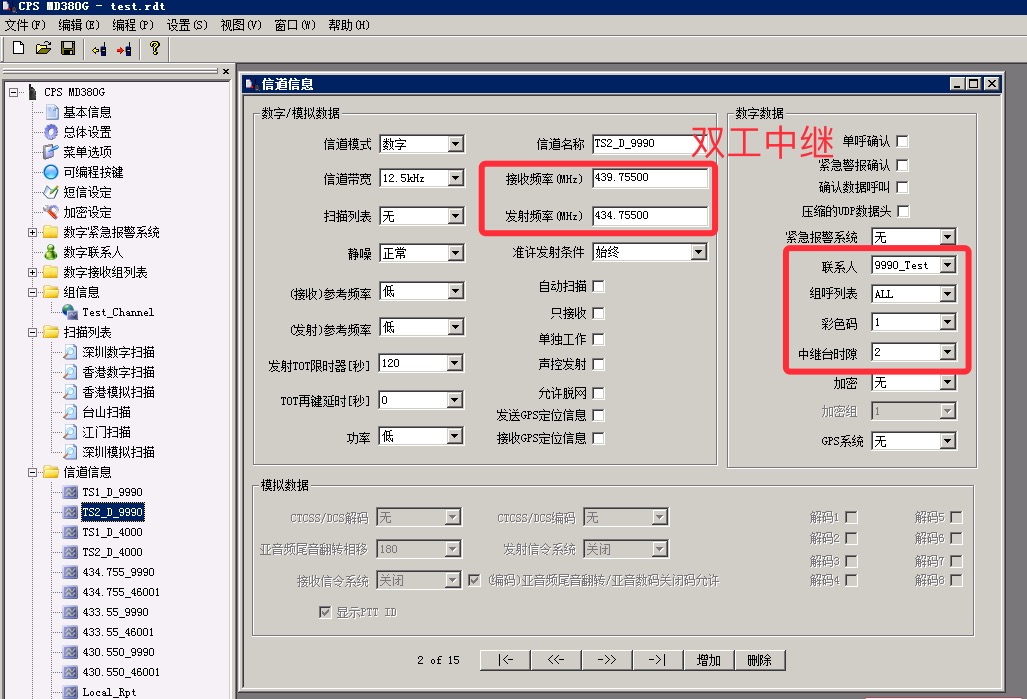 CPS MD380G - test.rdt
文件(F) 编辑(E) 编程(P) 设置(S) 视图(V) 窗口(W) 帮助(H)
CPS MD380G
基本信息
总体设置
菜单选项
可编程按键
短信设定
加密设定
数字紧急报警系统
数字联系人
数字接收组列表
组信息
Test_Channel
扫描列表
深圳数字扫描
香港数字扫描
香港模拟扫描
台山扫描
江门扫描
深圳模拟扫描
信道信息
TS1_D_9990
TS2_D_9990
TS1_D_4000
TS2_D_4000
434.755_9990
434.755_46001
433.55_9990
433.55_46001
430.550_9990
430.550_46001
Local_Rpt
信道信息
数字/模拟数据
信道模式 数字
信道带宽 12.5kHz
扫描列表 无
静噪 正常
(接收)参考频率 低
(发射)参考频率 低
发射TOT限时器[秒] 120
TOT再键延时[秒] 0
功率 低
信道名称 TS2_D_9990
接收频率(MHz) 439.75500
发射频率(MHz) 434.75500
准许发射条件 始终
自动扫描
只接收
单独工作
声控发射
允许脱网
发送GPS定位信息
接收GPS定位信息
双工中继
数字数据
单呼确认
紧急警报确认
确认数据呼叫
压缩的UDP数据头
紧急报警系统 无
联系人 9990_Test
组呼列表 ALL
彩色码 1
中继台时隙 2
加密 无
加密组 1
GPS系统 无
模拟数据
CTCSS/DCS解码 无
CTCSS/DCS编码 无
亚音频尾音翻转相移 180
发射信令系统 关闭
接收信令系统 关闭
(编码)亚音频尾音翻转/亚音数码关闭码允许
显示PTT ID
解码1 解码5
解码2 解码6
解码3 解码7
解码4 解码8
2 of 15 |<- <<- ->> ->| 增加 删除